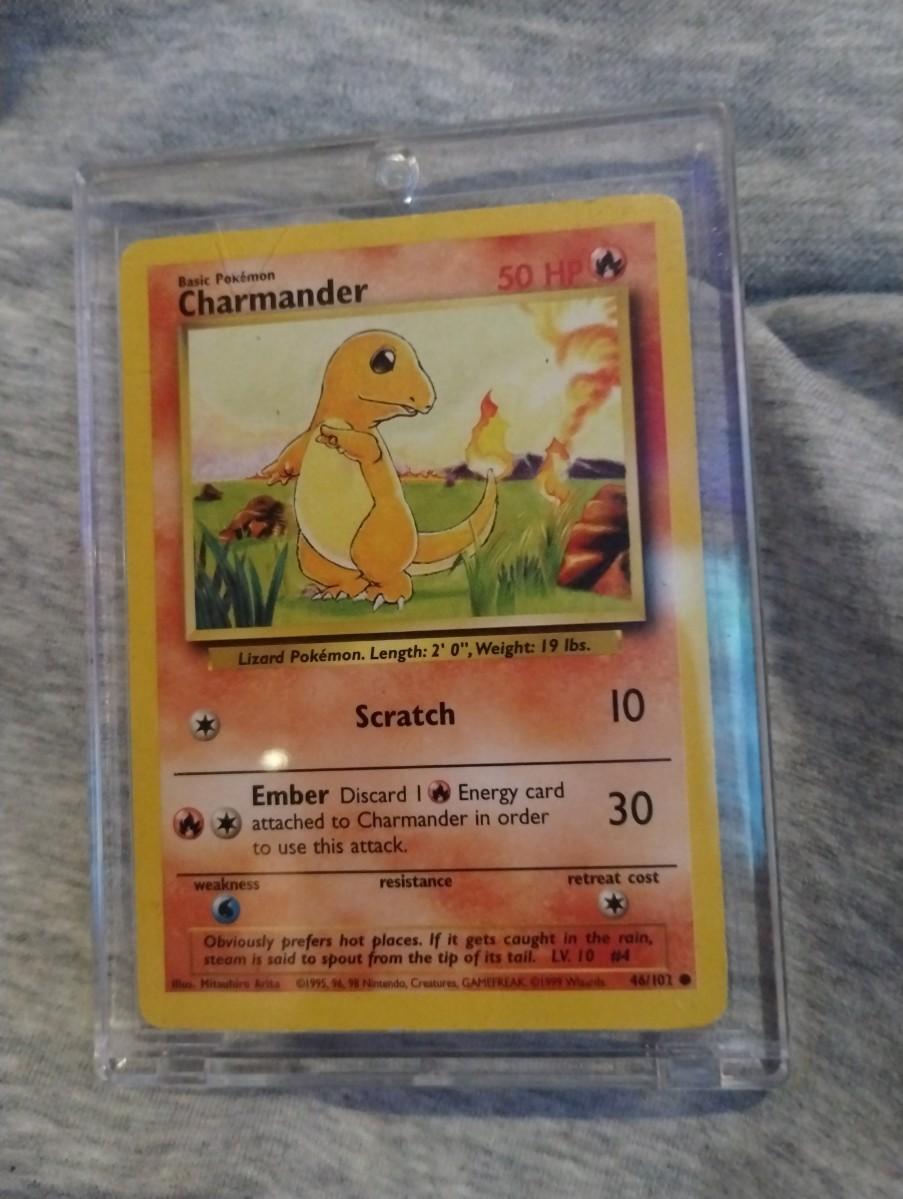 Basic Pokémon
Charmander 50 HP
Lizard Pokémon. Length: 2' 0", Weight: 19 lbs.
Scratch 10
Ember Discard 1 Energy card
attached to Charmander in order
to use this attack.
30
weakness resistance retreat cost
Obviously prefers hot places. If it gets caught in the rain,
steam is said to spout from the tip of its tail. LV. 10 #4
Illus. Mitsuhiro Arita ©1995, 96, 98 Nintendo, Creatures, GAMEFREAK. ©1999 Wizards. 46/102